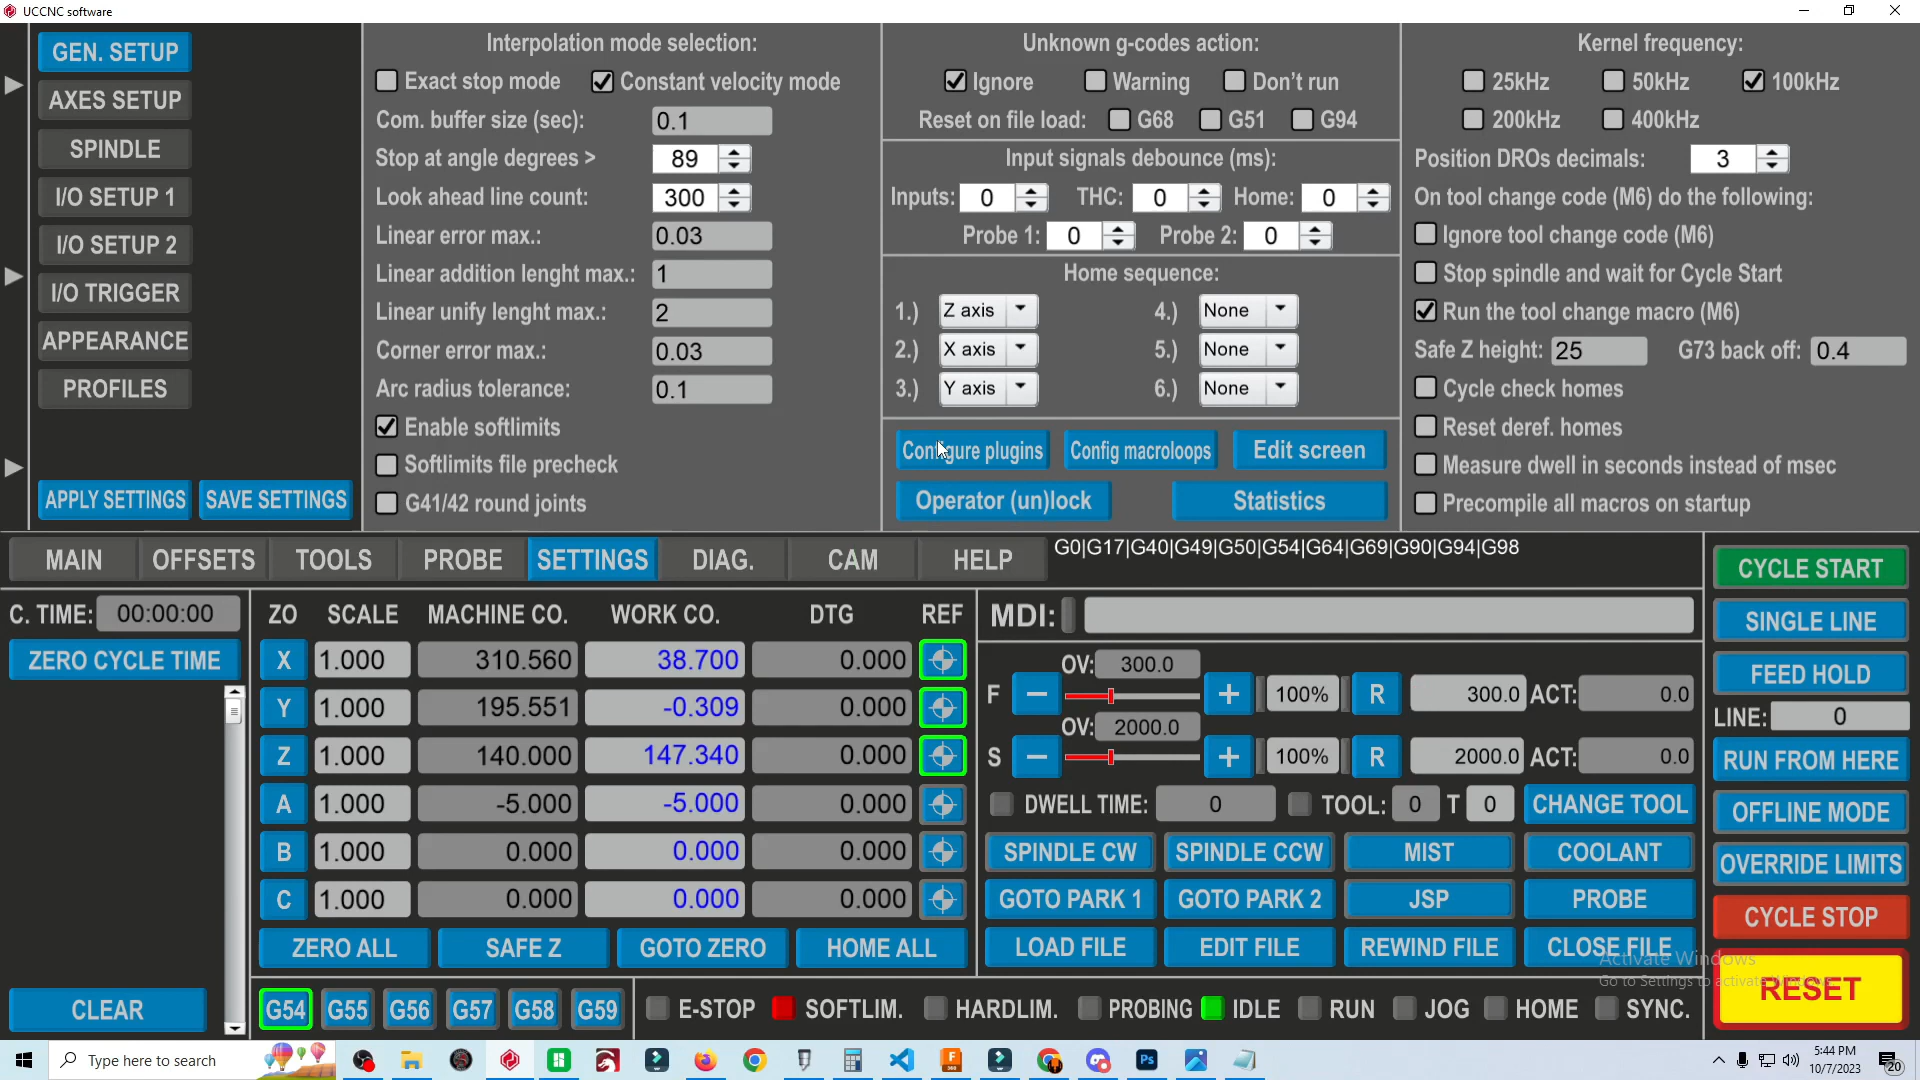 UCCNC software
GEN. SETUP
AXES SETUP
SPINDLE
I/O SETUP 1
I/O SETUP 2
I/O TRIGGER
APPEARANCE
PROFILES
APPLY SETTINGS SAVE SETTINGS
Interpolation mode selection:
Exact stop mode Constant velocity mode
Com. buffer size (sec): 0.1
Stop at angle degrees > 89
Look ahead line count: 300
Linear error max.: 0.03
Linear addition lenght max.: 1
Linear unify lenght max.: 2
Corner error max.: 0.03
Arc radius tolerance: 0.1
Enable softlimits
Softlimits file precheck
G41/42 round joints
Unknown g-codes action:
Ignore Warning Don't run
Reset on file load: G68 G51 G94
Input signals debounce (ms):
Inputs: 0 THC: 0 Home: 0
Probe 1: 0 Probe 2: 0
Home sequence:
1.) Z axis 4.) None
2.) X axis 5.) None
3.) Y axis 6.) None
Configure plugins Config macroloops Edit screen
Operator (un)lock Statistics
Kernel frequency:
25kHz 50kHz 100kHz
200kHz 400kHz
Position DROs decimals: 3
On tool change code (M6) do the following:
Ignore tool change code (M6)
Stop spindle and wait for Cycle Start
Run the tool change macro (M6)
Safe Z height: 25 G73 back off: 0.4
Cycle check homes
Reset deref. homes
Measure dwell in seconds instead of msec
Precompile all macros on startup
MAIN OFFSETS TOOLS PROBE SETTINGS DIAG. CAM HELP
G0|G17|G40|G49|G50|G54|G64|G69|G90|G94|G98
C. TIME: 00:00:00
ZERO CYCLE TIME
CLEAR
ZO SCALE MACHINE CO. WORK CO. DTG REF
X 1.000 310.560 38.700 0.000
Y 1.000 195.551 -0.309 0.000
Z 1.000 140.000 147.340 0.000
A 1.000 -5.000 -5.000 0.000
B 1.000 0.000 0.000 0.000
C 1.000 0.000 0.000 0.000
ZERO ALL SAFE Z GOTO ZERO HOME ALL
MDI:
OV: 300.0
F − + 100% R 300.0 ACT: 0.0
OV: 2000.0
S − + 100% R 2000.0 ACT: 0.0
DWELL TIME: 0 TOOL: 0 T 0 CHANGE TOOL
SPINDLE CW SPINDLE CCW MIST COOLANT
GOTO PARK 1 GOTO PARK 2 JSP PROBE
LOAD FILE EDIT FILE REWIND FILE CLOSE FILE
CYCLE START
SINGLE LINE
FEED HOLD
LINE: 0
RUN FROM HERE
OFFLINE MODE
OVERRIDE LIMITS
CYCLE STOP
Activate Windows
Go to Settings to activate Windows.
RESET
G54 G55 G56 G57 G58 G59
E-STOP SOFTLIM. HARDLIM. PROBING IDLE RUN JOG HOME SYNC.
Type here to search
Ps
5:44 PM
10/7/2023
20